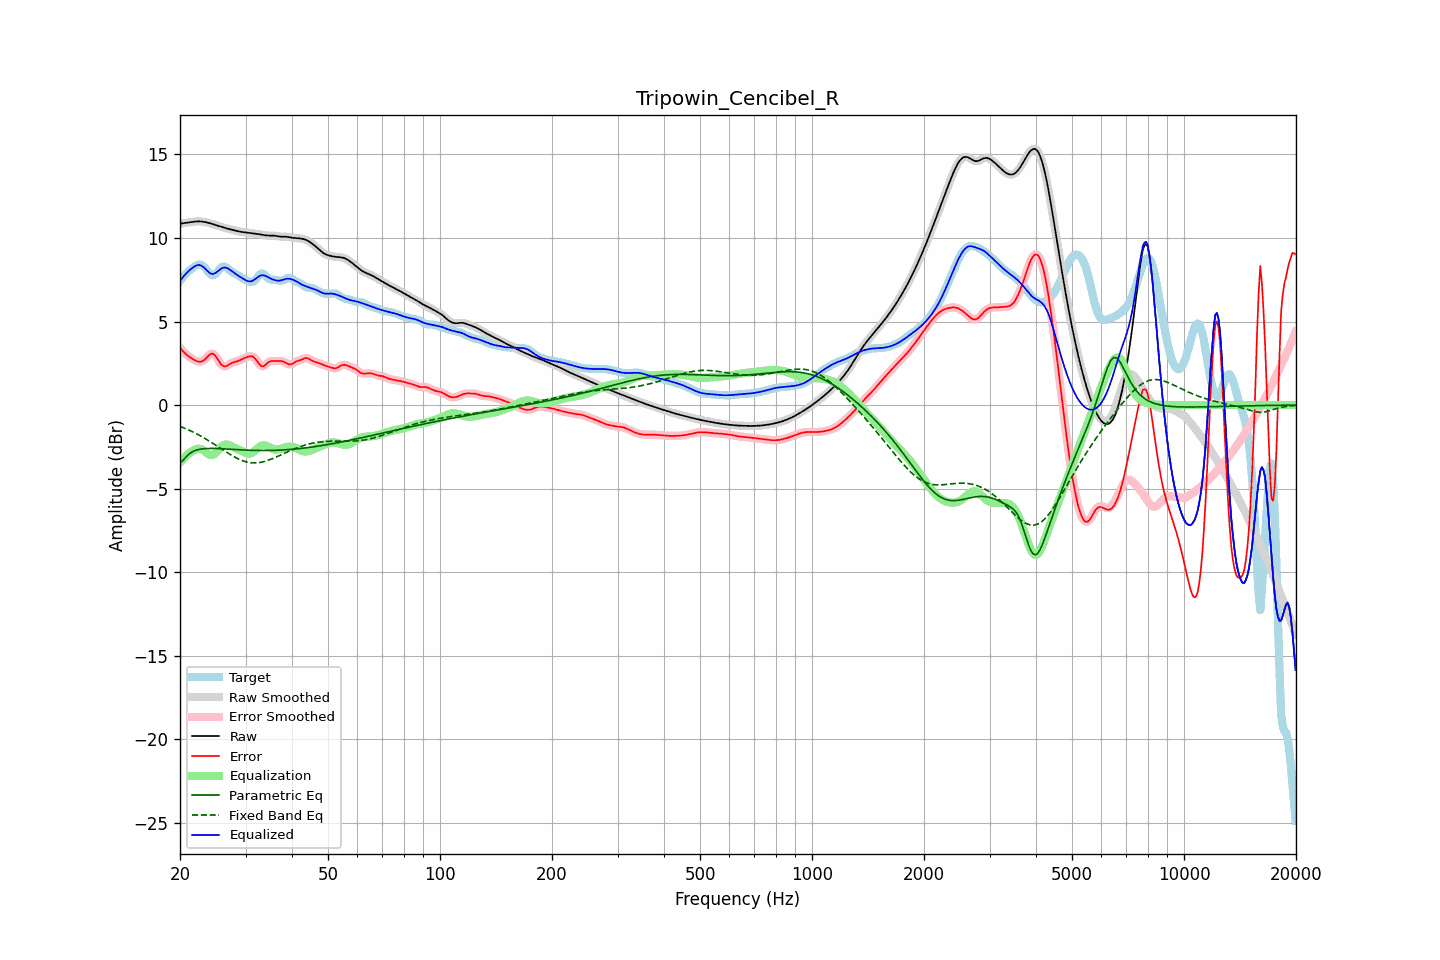 Tripowin_Cencibel_R
Amplitude (dBr)
15
10
5
0
−5
−10
−15
−20
−25
Target
Raw Smoothed
Error Smoothed
Raw
Error
Equalization
Parametric Eq
Fixed Band Eq
Equalized
20 50 100 200 500 1000 2000 5000 10000 20000
Frequency (Hz)